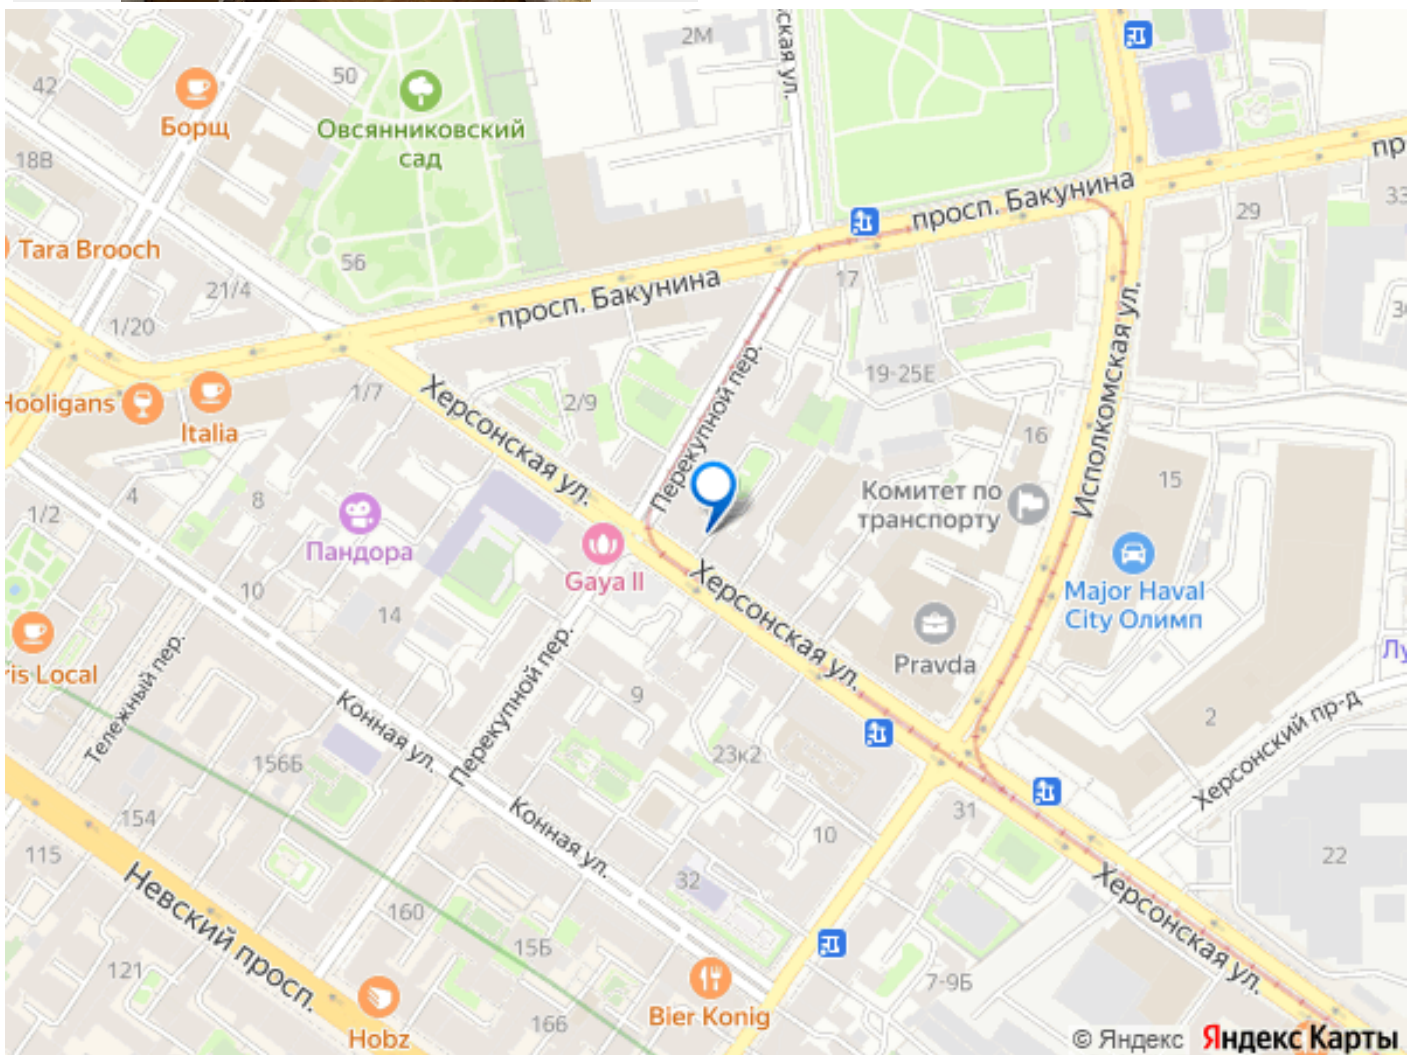 2М
ская ул.
42
50
Борщ
Овсянниковский
сад
18В
просп. Бакунина
пр
33
29
Tara Brooch
56
21/4
17
просп. Бакунина
1/20
3
Исполкомская ул.
19-25Е
Перекупной пер.
1/7
Херсонская ул.
2/9
Hooligans
Italia
16
15
Комитет по
транспорту
4
8
1/2
Пандора
Gaya II
Major Haval
City Олимп
10
14
Херсонская ул.
Pravda
ris Local
Лу
Тележный пер.
Перекупной пер.
9
Конная ул.
2
Херсонский пр-д
156Б
23к2
154
Конная ул.
10
31
115
22
32
Невский просп.
160
Херсонская ул.
15Б
121
7-9Б
166
Bier Konig
Hobz
© Яндекс Яндекс Карты